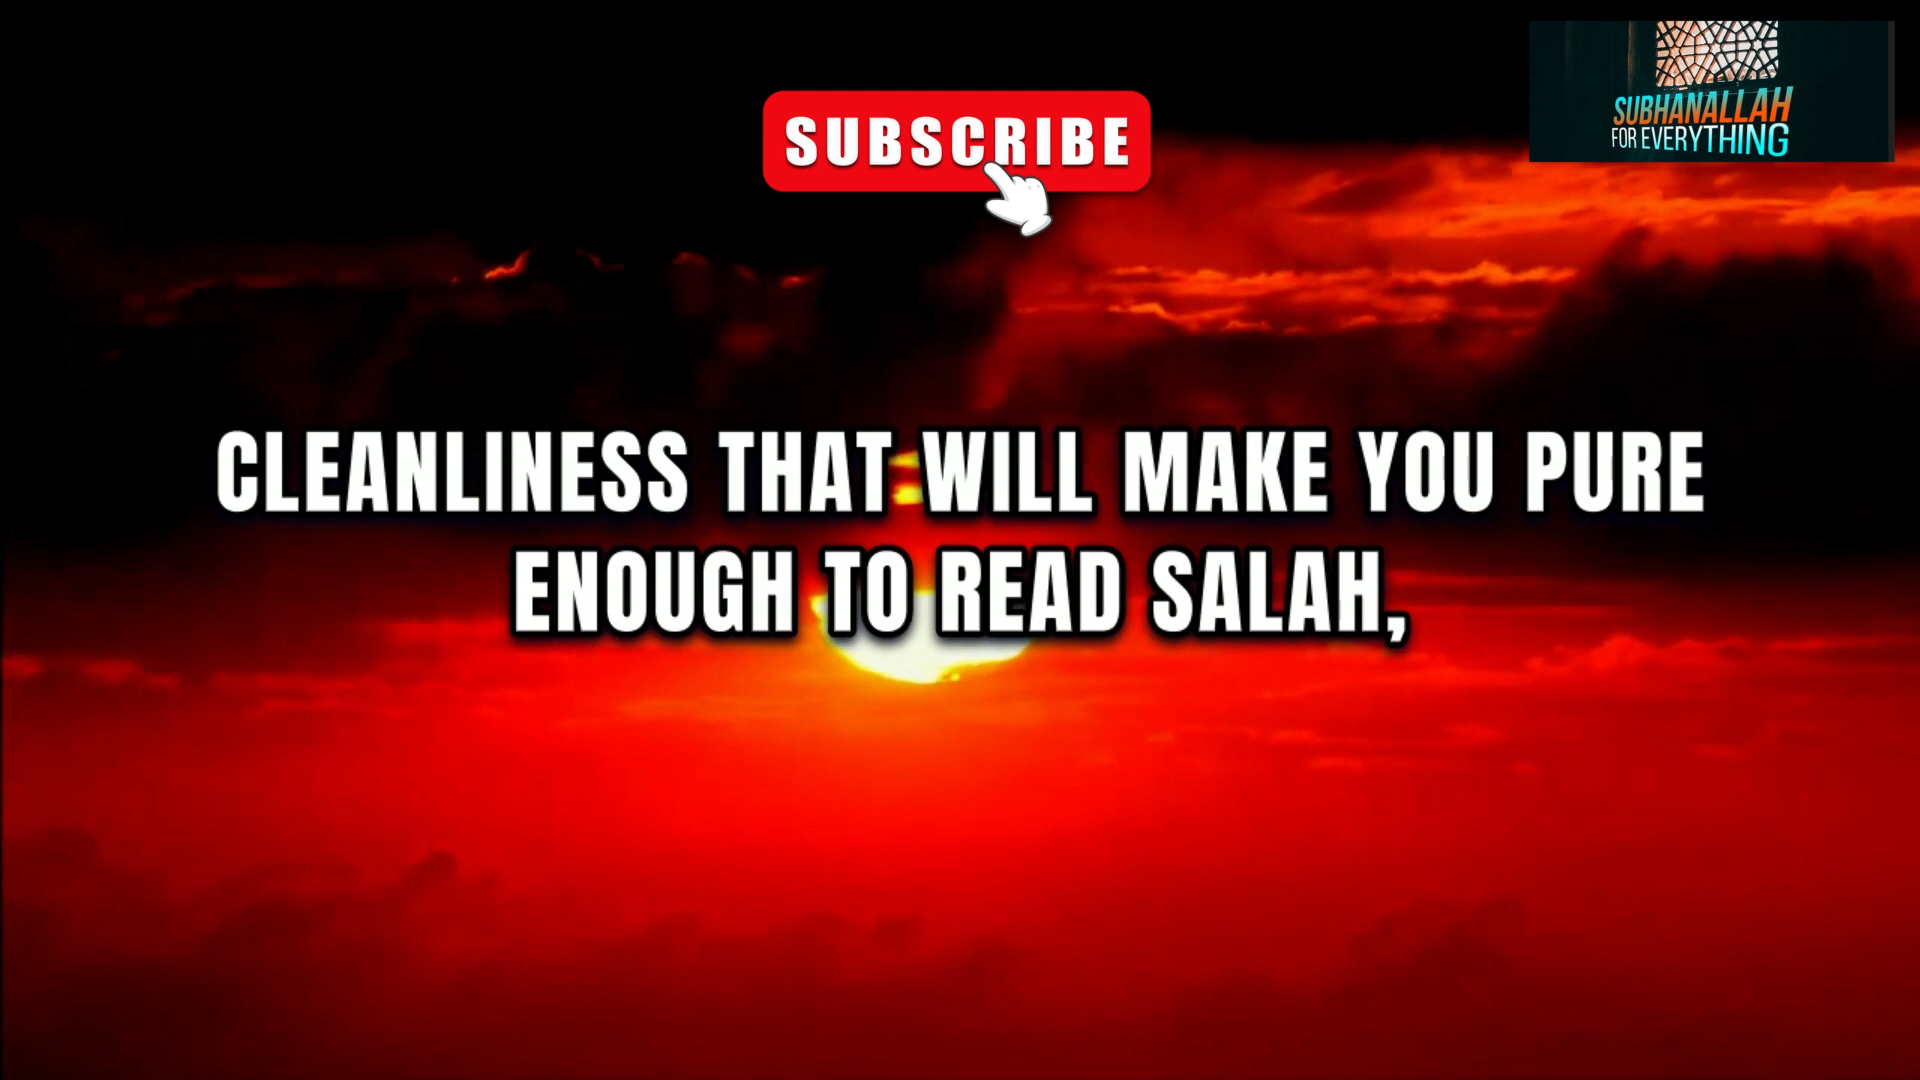 SUBHANALLAH
FOR EVERYTHING
SUBSCRIBE
CLEANLINESS THAT WILL MAKE YOU PURE
ENOUGH TO READ SALAH,